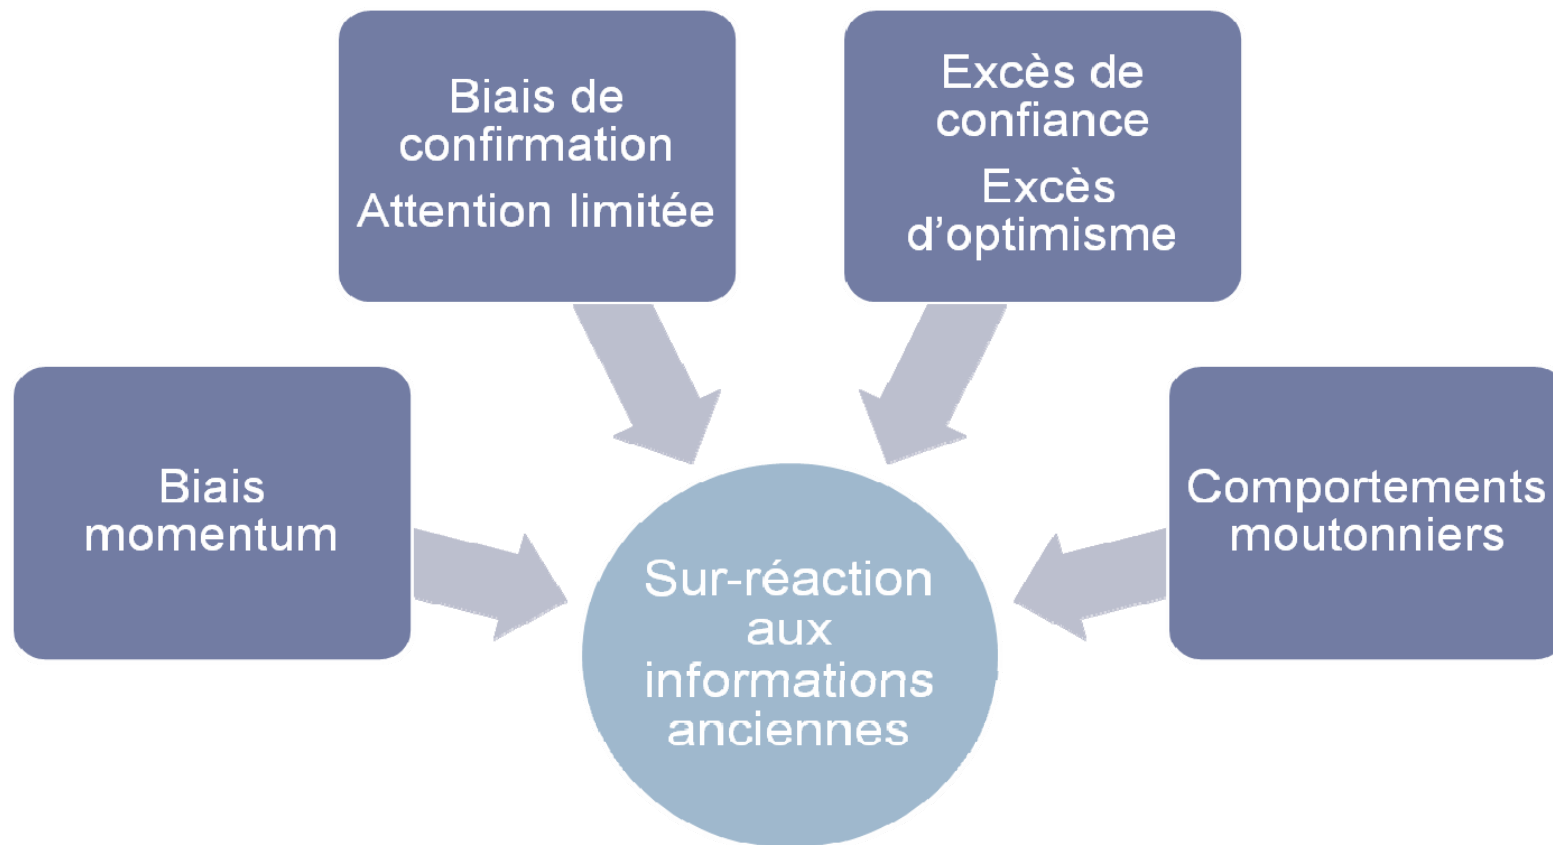 Biais de
confirmation
Attention limitée
Excès de
confiance
Excès
d'optimisme
Biais
momentum
Comportements
moutonniers
Sur-réaction
aux
informations
anciennes